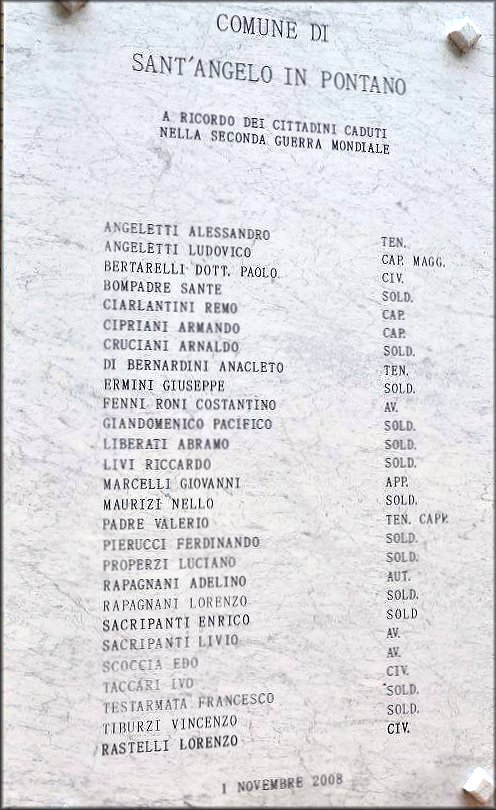 COMUNE DI
SANT'ANGELO IN PONTANO
A RICORDO DEI CITTADINI CADUTI
NELLA SECONDA GUERRA MONDIALE
ANGELETTI ALESSANDRO TEN.
ANGELETTI LUDOVICO CAP. MAGG.
BERTARELLI DOTT. PAOLO CIV.
BOMPADRE SANTE SOLD.
CIARLANTINI REMO CAP.
CIPRIANI ARMANDO CAP.
CRUCIANI ARNALDO SOLD.
DI BERNARDINI ANACLETO TEN.
ERMINI GIUSEPPE SOLD.
FENNI RONI COSTANTINO AV.
GIANDOMENICO PACIFICO SOLD.
LIBERATI ABRAMO SOLD.
LIVI RICCARDO SOLD.
MARCELLI GIOVANNI APP.
MAURIZI NELLO SOLD.
PADRE VALERIO TEN. CAPP.
PIERUCCI FERDINANDO SOLD.
PROPERZI LUCIANO SOLD.
RAPAGNANI ADELINO AUT.
RAPAGNANI LORENZO SOLD.
SACRIPANTI ENRICO SOLD
SACRIPANTI LIVIO AV.
SCOCCIA EDO AV.
TACCARI IVO CIV.
TESTARMATA FRANCESCO SOLD.
TIBURZI VINCENZO SOLD.
RASTELLI LORENZO CIV.
1 NOVEMBRE 2008